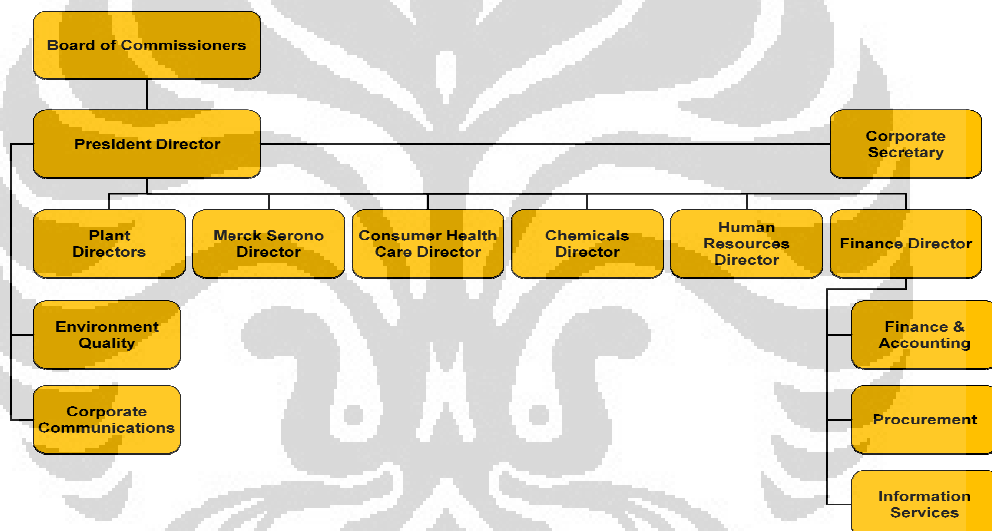 Board of Commissioners
President Director
Corporate
Secretary
Plant
Directors
Merck Serono
Director
Consumer Health
Care Director
Chemicals
Director
Human
Resources
Director
Finance Director
Environment
Quality
Finance &
Accounting
Corporate
Communications
Procurement
Information
Services